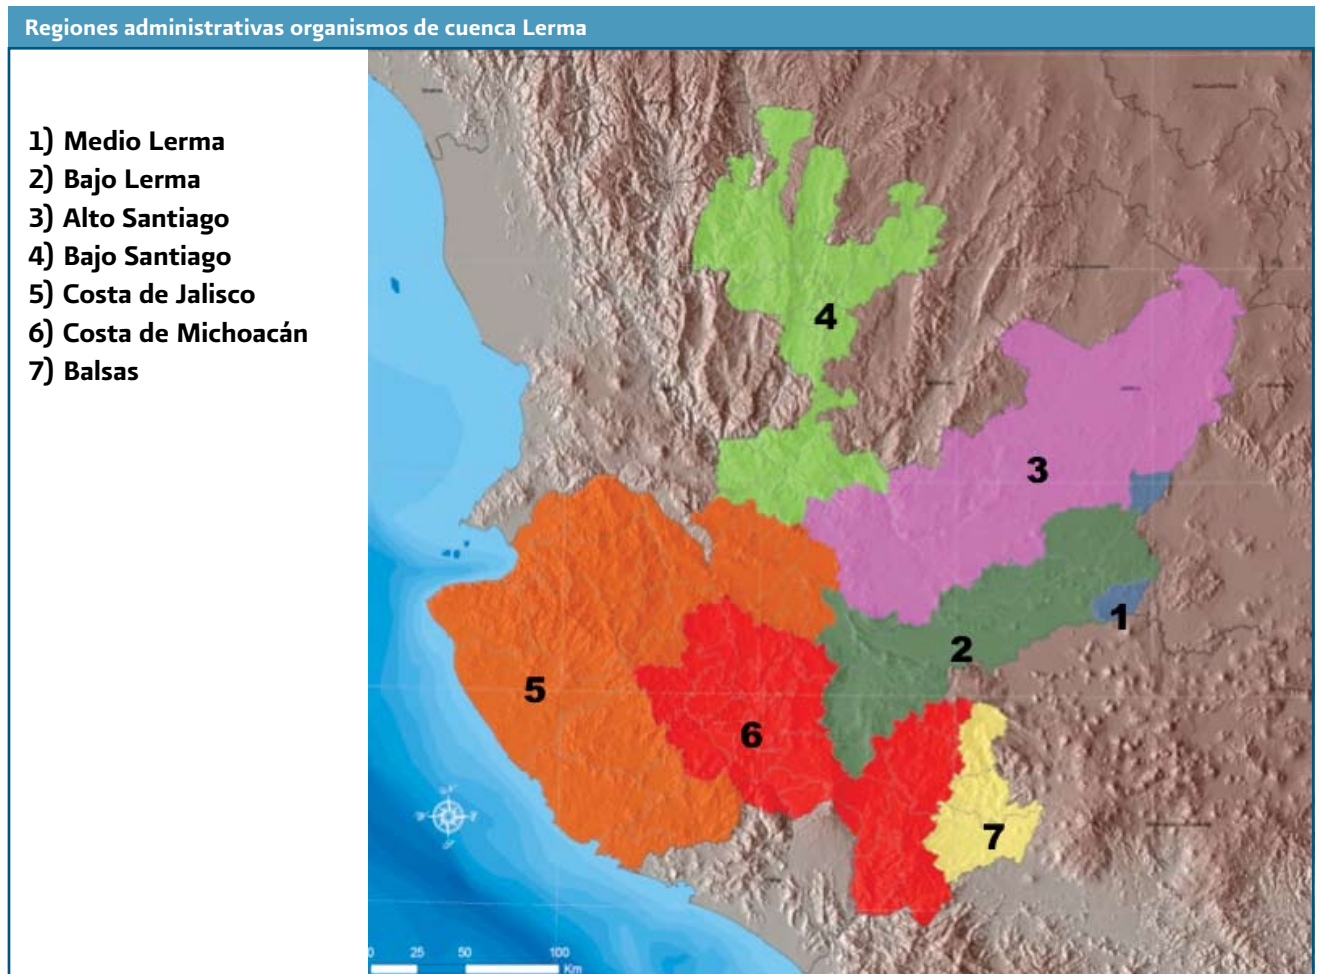 Regiones administrativas organismos de cuenca Lerma
1) Medio Lerma
2) Bajo Lerma
3) Alto Santiago
4) Bajo Santiago
5) Costa de Jalisco
6) Costa de Michoacán
7) Balsas
4
3
1
2
5
6
7
0 25 50 100
Km